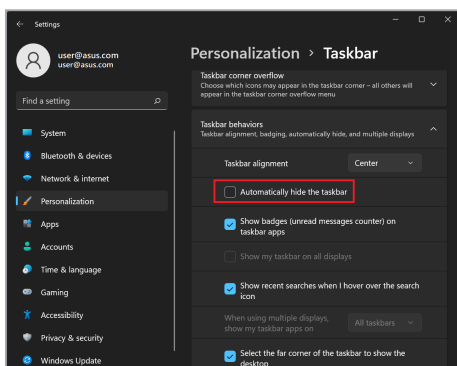 Settings
user@asus.com
user@asus.com
Find a setting
System
Bluetooth & devices
Network & internet
Personalization
Apps
Accounts
Time & language
Gaming
Accessibility
Privacy & security
Windows Update
Personalization > Taskbar
Taskbar corner overflow
Choose which icons may appear in the taskbar corner – all others will
appear in the taskbar corner overflow menu
Taskbar behaviors
Taskbar alignment, badging, automatically hide, and multiple displays
Taskbar alignment
Center
Automatically hide the taskbar
Show badges (unread messages counter) on
taskbar apps
Show my taskbar on all displays
Show recent searches when I hover over the search
icon
When using multiple displays,
show my taskbar apps on
All taskbars
Select the far corner of the taskbar to show the
desktop